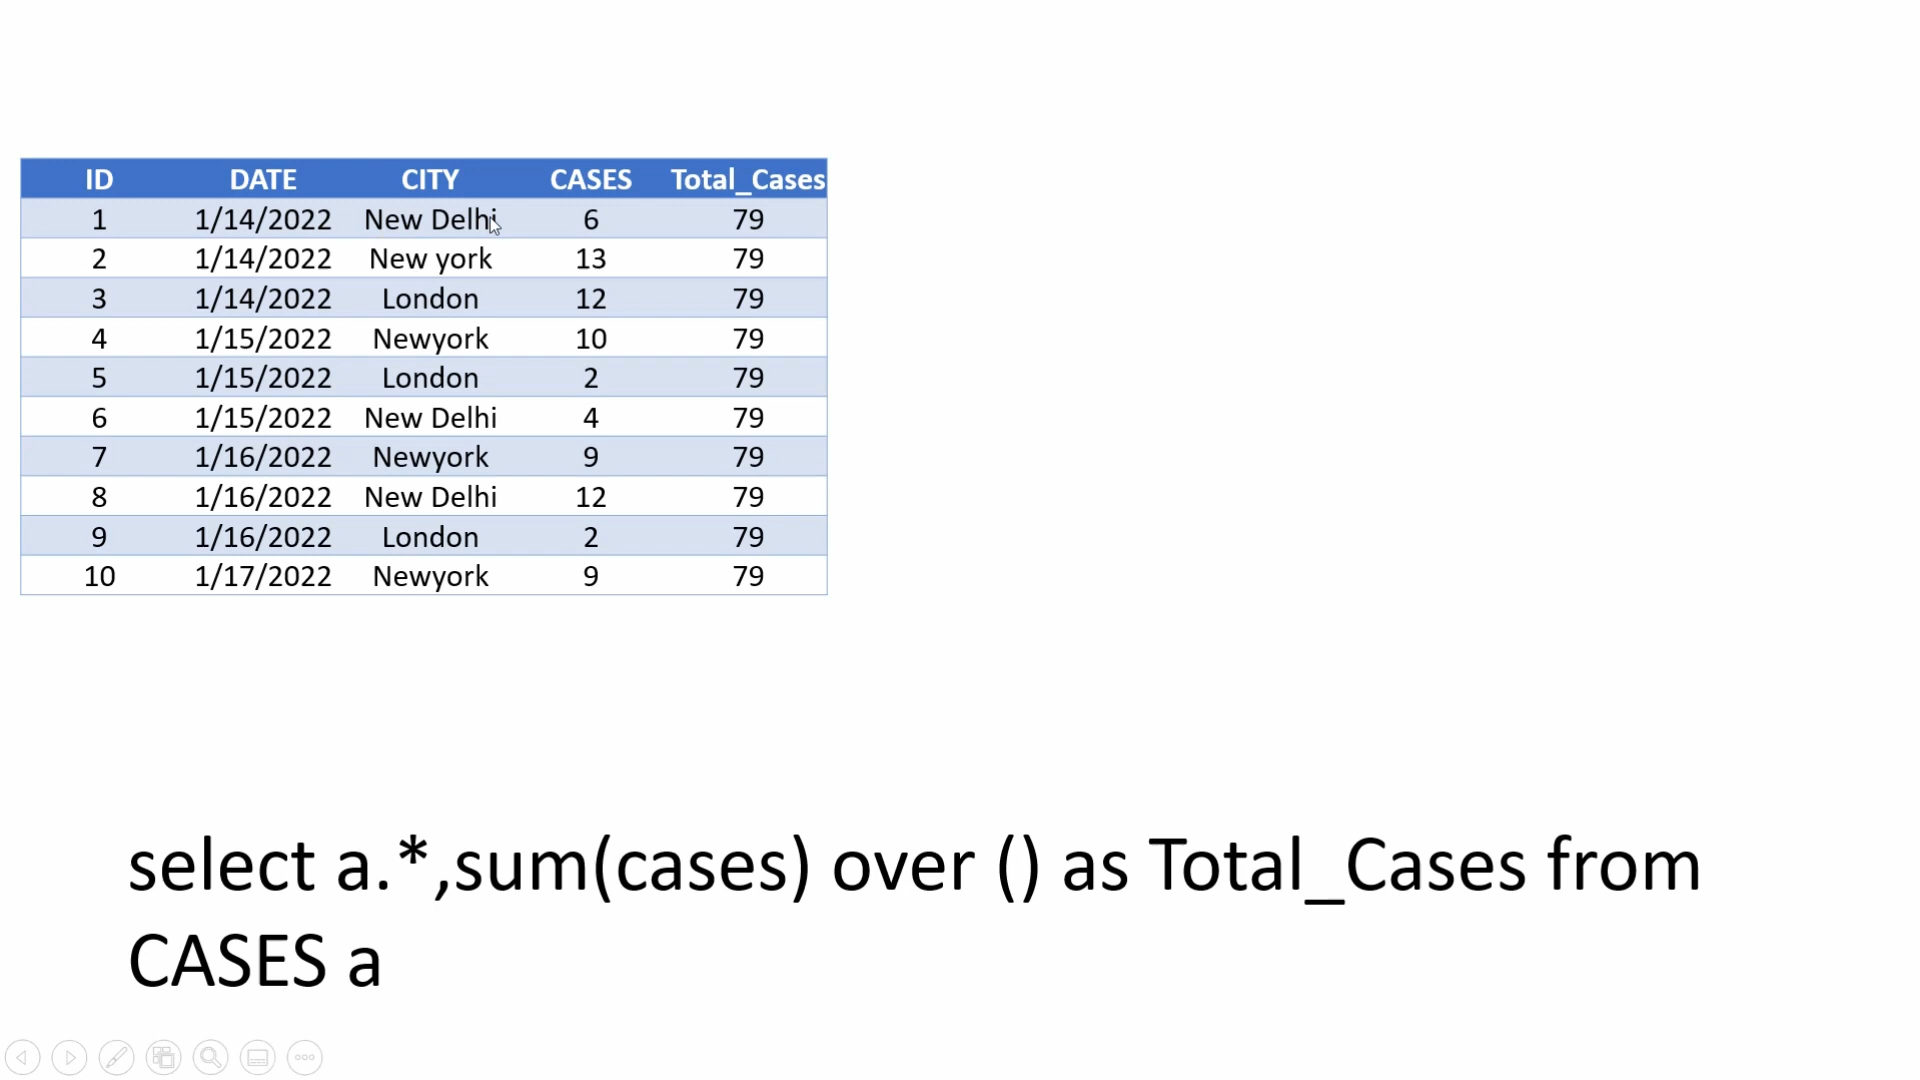 ID DATE CITY CASES Total_Cases
1 1/14/2022 New Delhi 6 79
2 1/14/2022 New york 13 79
3 1/14/2022 London 12 79
4 1/15/2022 Newyork 10 79
5 1/15/2022 London 2 79
6 1/15/2022 New Delhi 4 79
7 1/16/2022 Newyork 9 79
8 1/16/2022 New Delhi 12 79
9 1/16/2022 London 2 79
10 1/17/2022 Newyork 9 79
select a.*,sum(cases) over () as Total_Cases from
CASES a